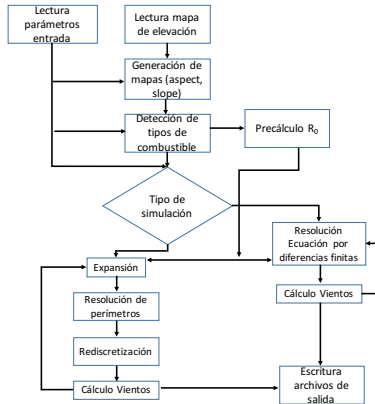 Lectura
parámetros
entrada
Lectura mapa
de elevación
Generación de
mapas (aspect,
slope)
Detección de
tipos de
combustible
Precálculo R₀
Tipo de
simulación
Resolución
Ecuación por
diferencias finitas
Expansión
Cálculo Vientos
Resolución de
perímetros
Rediscretización
Cálculo Vientos
Escritura
archivos de
salida